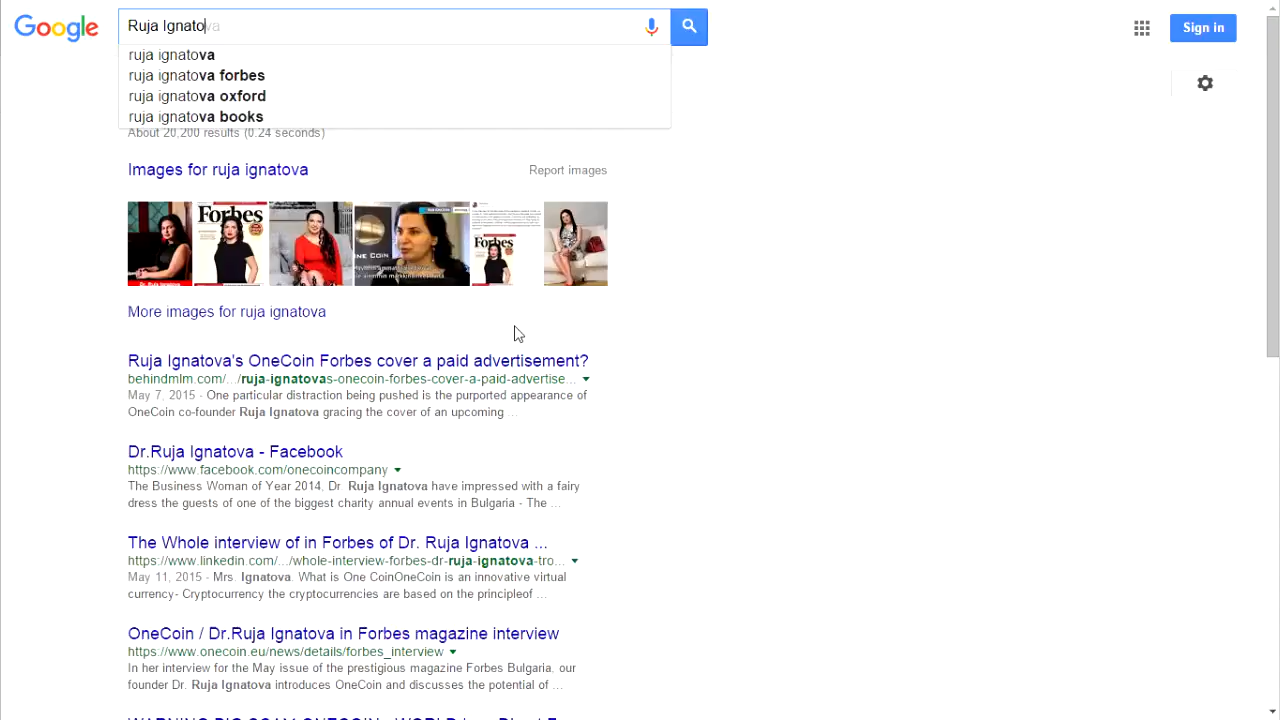 Google
Ruja Ignatova
Sign in
ruja ignatova
ruja ignatova forbes
ruja ignatova oxford
ruja ignatova books
About 20,200 results (0.24 seconds)
Images for ruja ignatova
Report images
Forbes
Forbes
NE COIN
Dr. Ruja Ignatova
More images for ruja ignatova
Ruja Ignatova's OneCoin Forbes cover a paid advertisement?
behindmlm.com/.../ruja-ignatovas-onecoin-forbes-cover-a-paid-advertise...
May 7, 2015 - One particular distraction being pushed is the purported appearance of
OneCoin co-founder Ruja Ignatova gracing the cover of an upcoming ...
Dr.Ruja Ignatova - Facebook
https://www.facebook.com/onecoincompany
The Business Woman of Year 2014, Dr. Ruja Ignatova have impressed with a fairy
dress the guests of one of the biggest charity annual events in Bulgaria - The ...
The Whole interview of in Forbes of Dr. Ruja Ignatova ...
https://www.linkedin.com/.../whole-interview-forbes-dr-ruja-ignatova-tro...
May 11, 2015 - Mrs. Ignatova. What is One CoinOneCoin is an innovative virtual
currency- Cryptocurrency the cryptocurrencies are based on the principleof ...
OneCoin / Dr.Ruja Ignatova in Forbes magazine interview
https://www.onecoin.eu/news/details/forbes_interview
In her interview for the May issue of the prestigious magazine Forbes Bulgaria, our
founder Dr. Ruja Ignatova introduces OneCoin and discusses the potential of ...